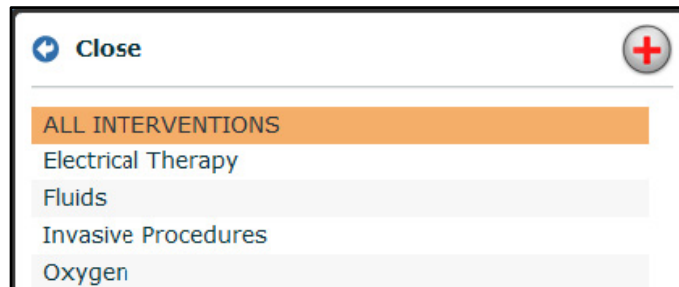 Close
ALL INTERVENTIONS
Electrical Therapy
Fluids
Invasive Procedures
Oxygen